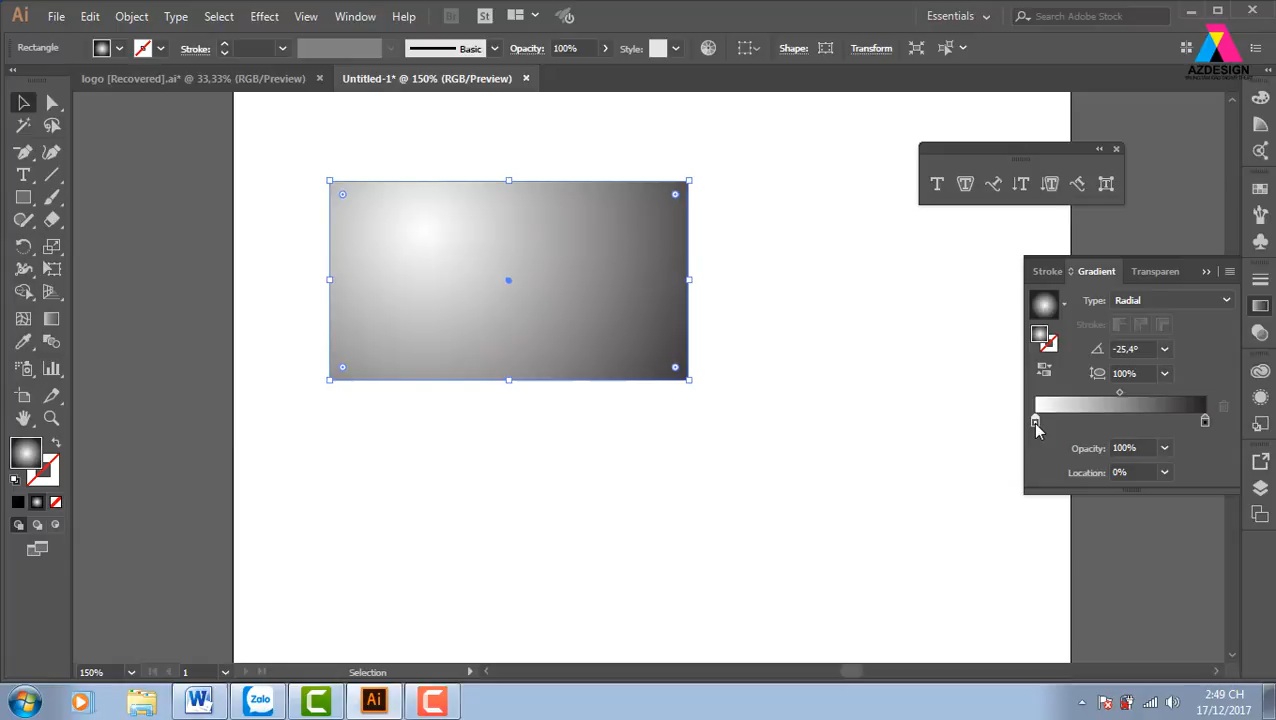 Ai File Edit Object Type Select Effect View Window Help Br St Essentials Search Adobe Stock
Rectangle Stroke: Basic Opacity: 100% Style: Shape: Transform
AZDESIGN
logo [Recovered].ai* @ 33,33% (RGB/Preview) Untitled-1* @ 150% (RGB/Preview)
Stroke Gradient Transparen
Type: Radial
Stroke:
-25,4°
100%
Opacity: 100%
Location: 0%
150% 1 Selection
W Zalo C Ai C
2:49 CH
17/12/2017